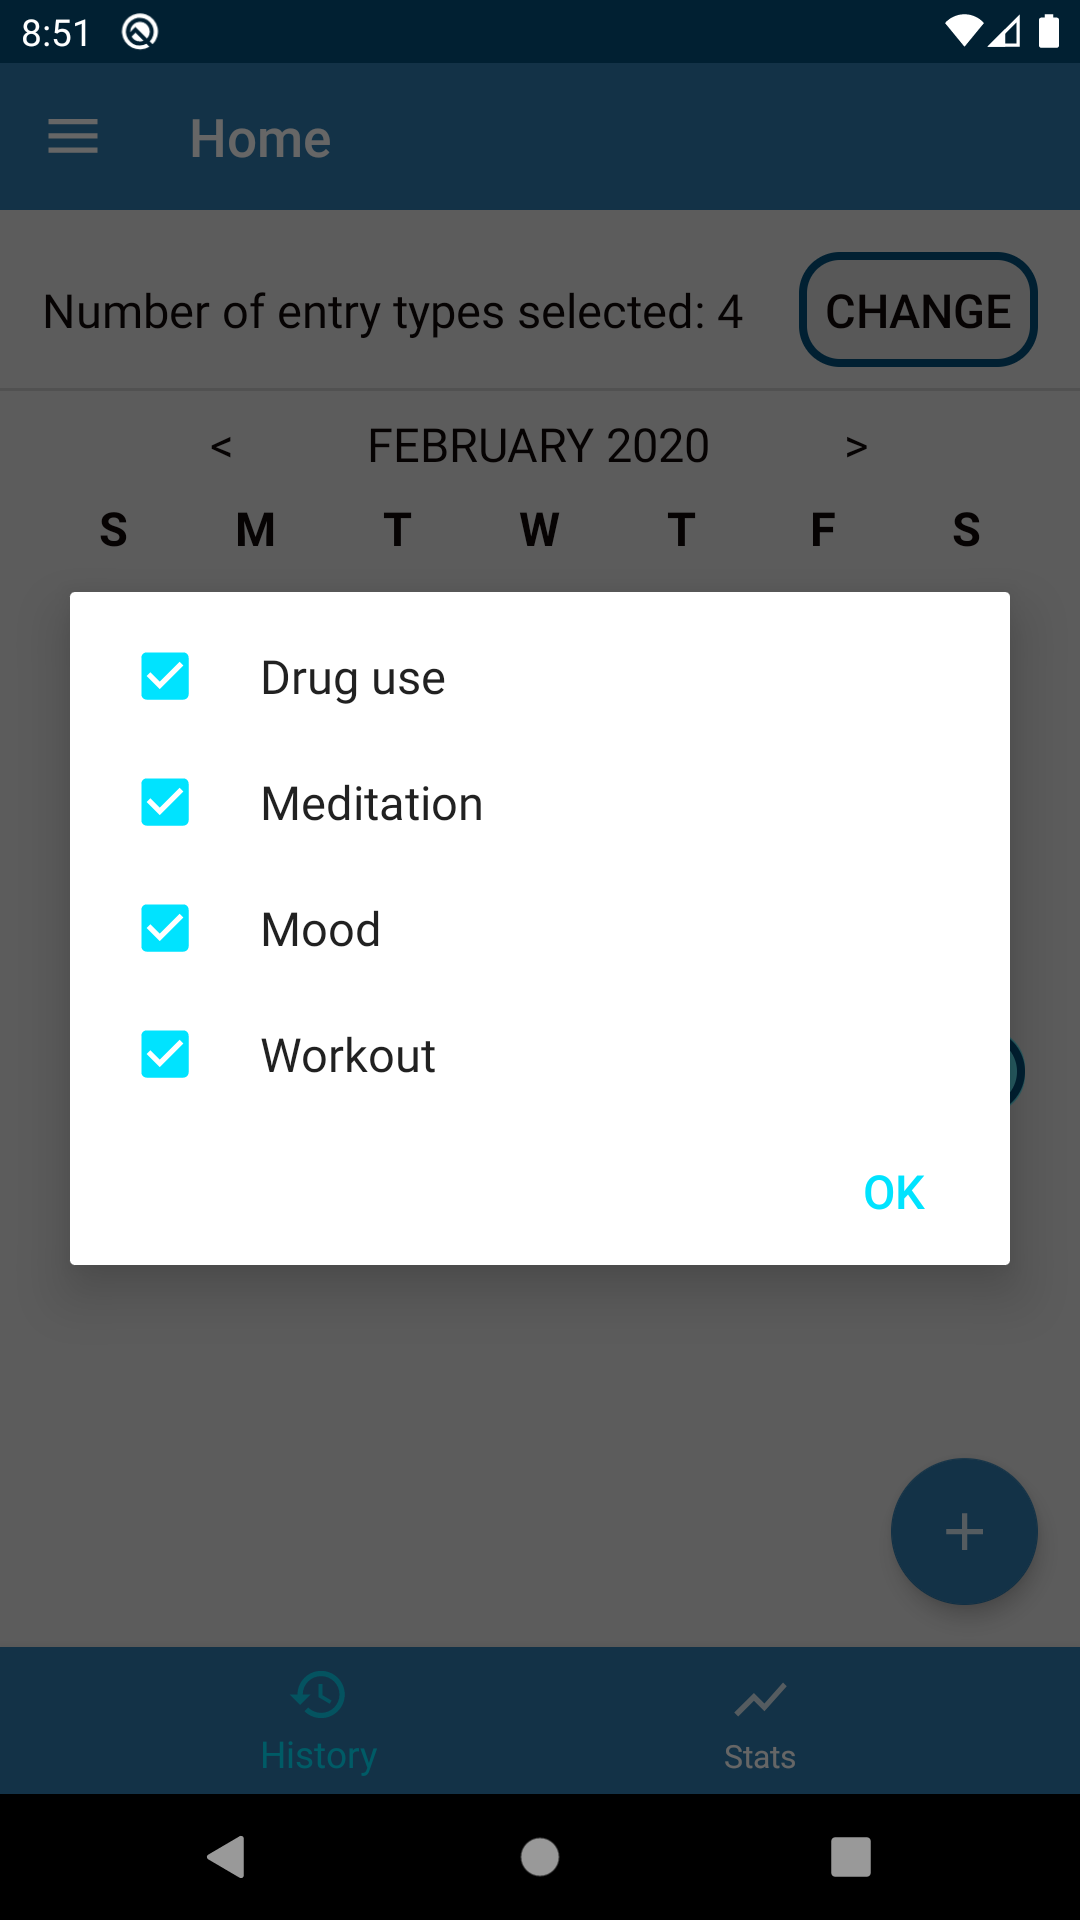 8:51
Home
Number of entry types selected: 4
CHANGE
< FEBRUARY 2020 >
S M T W T F S
Drug use
Meditation
Mood
Workout
OK
+
History
Stats